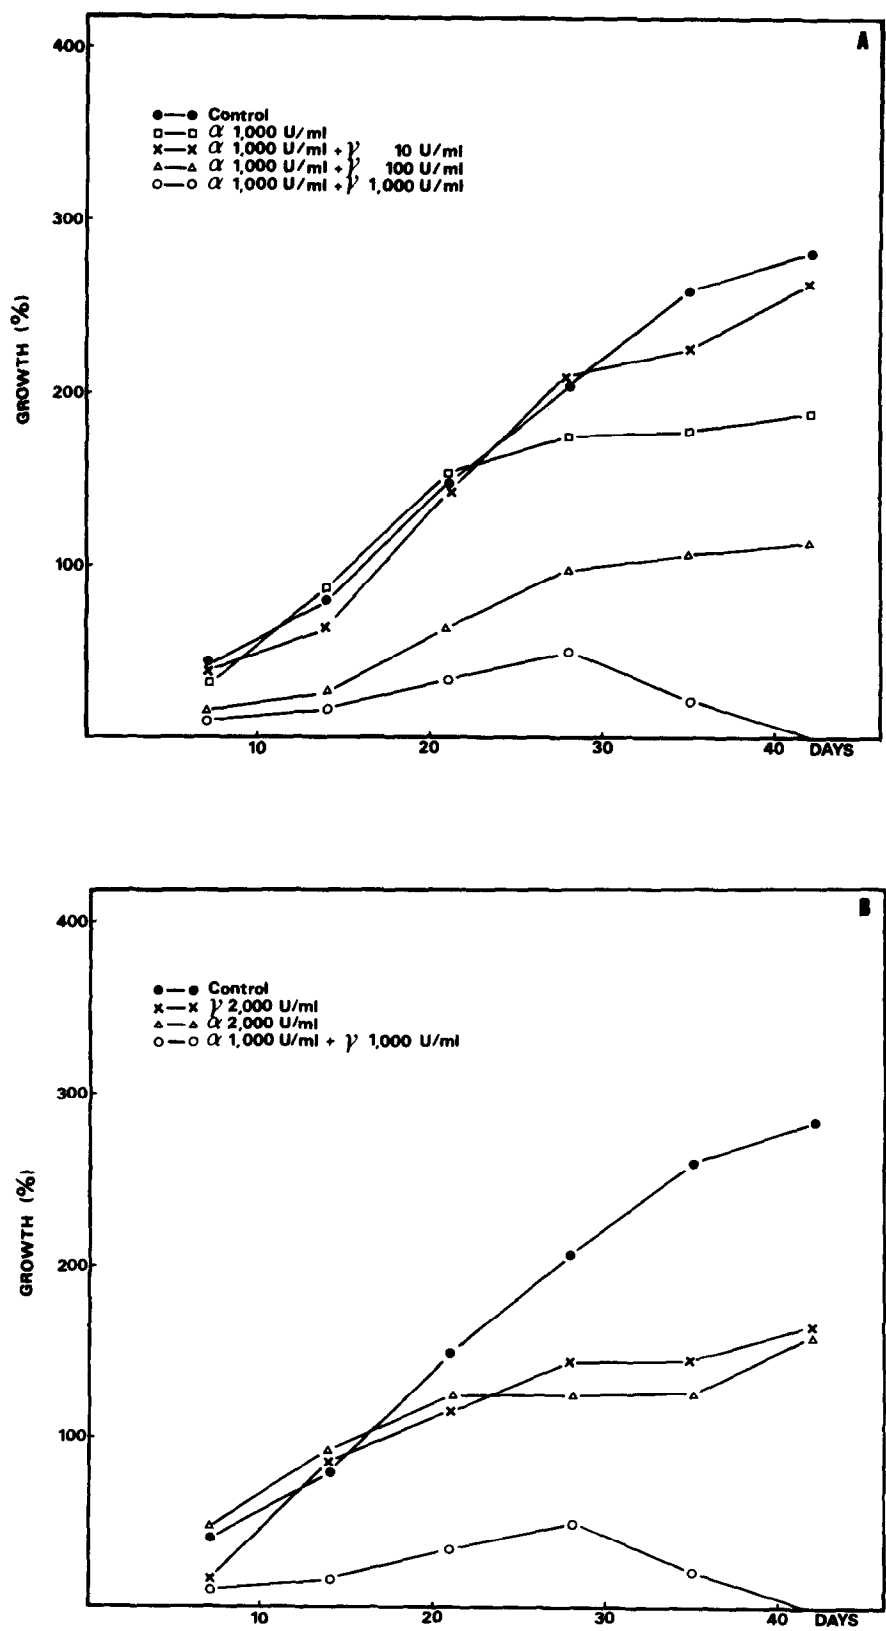 A
400
●—● Control
□—□ α 1,000 U/ml
×—× α 1,000 U/ml + γ 10 U/ml
△—△ α 1,000 U/ml + γ 100 U/ml
○—○ α 1,000 U/ml + γ 1,000 U/ml
300
GROWTH (%)
200
100
10 20 30 40 DAYS
B
400
●—● Control
×—× γ 2,000 U/ml
△—△ α 2,000 U/ml
○—○ α 1,000 U/ml + γ 1,000 U/ml
300
GROWTH (%)
200
100
10 20 30 40 DAYS